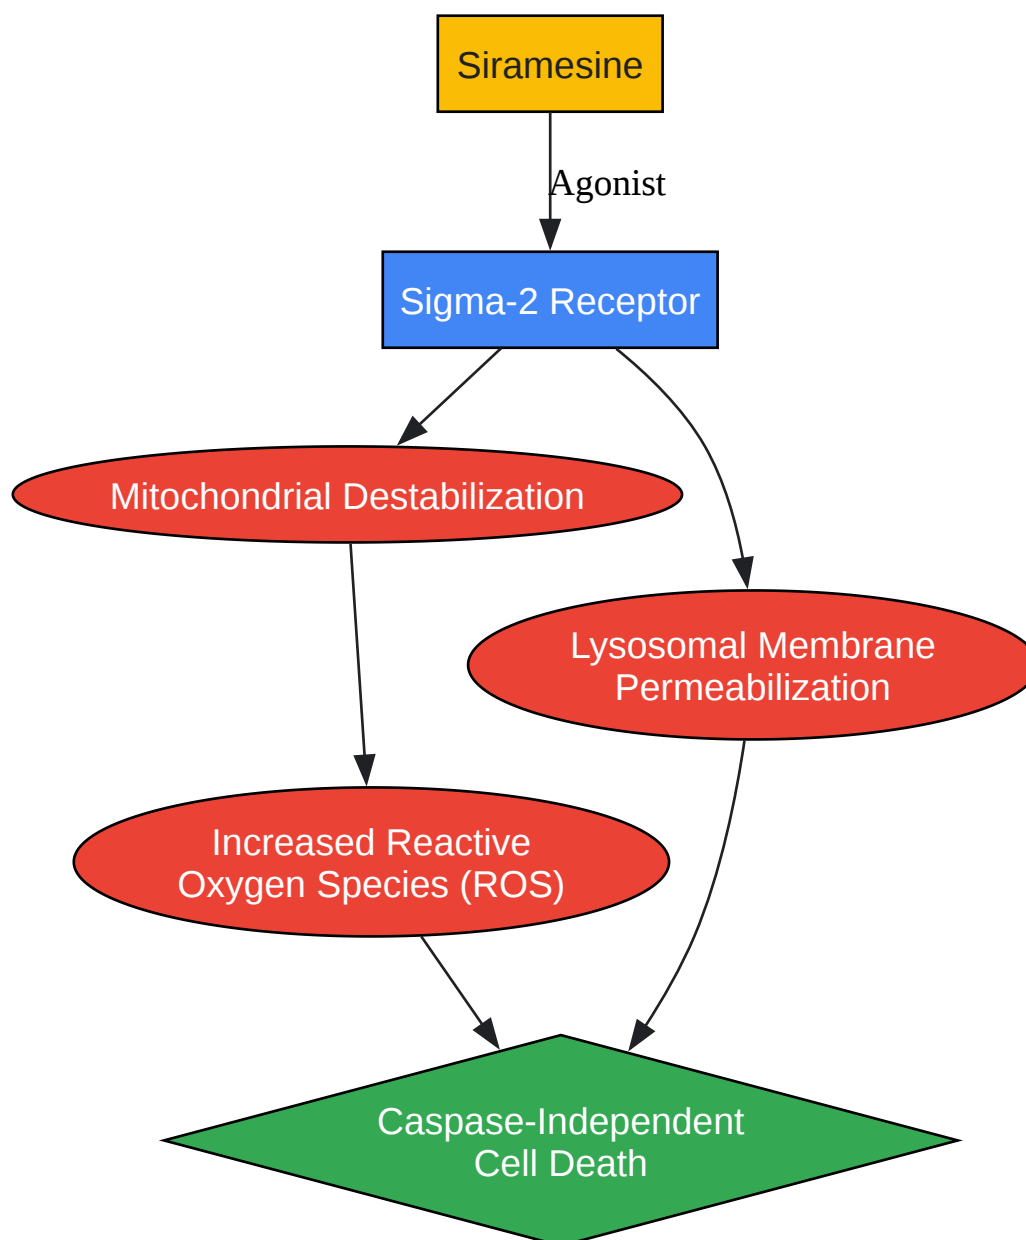 Siramesine
Agonist
Sigma-2 Receptor
Mitochondrial Destabilization
Lysosomal Membrane
Permeabilization
Increased Reactive
Oxygen Species (ROS)
Caspase-Independent
Cell Death